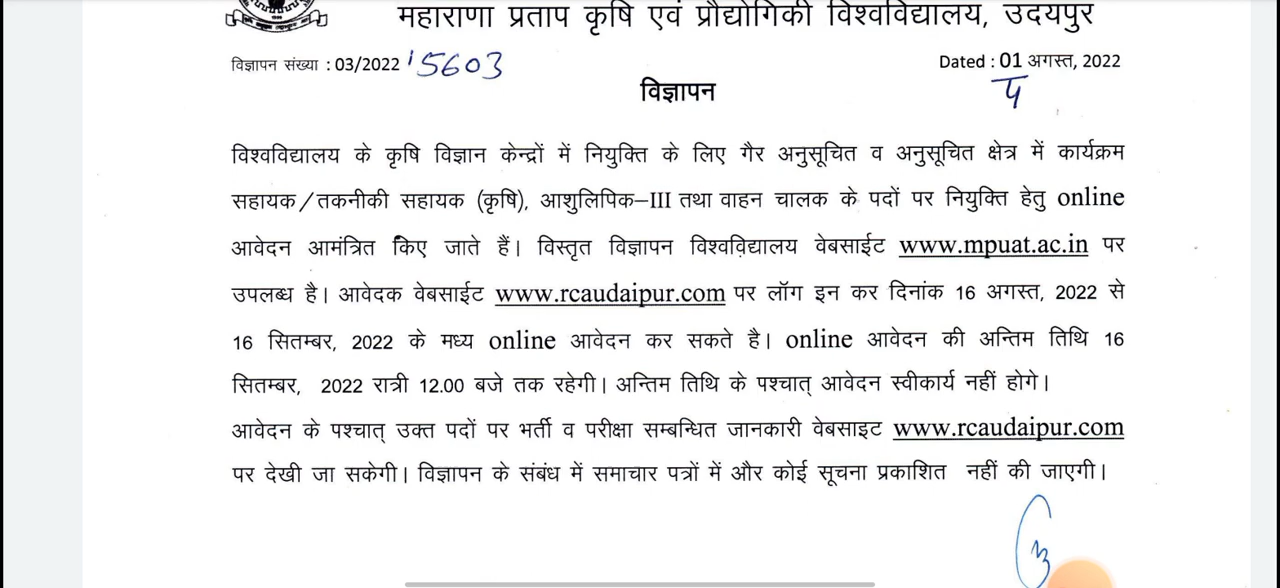 महाराणा प्रताप कृषि एवं प्रौद्योगिकी विश्वविद्यालय, उदयपुर
विज्ञापन संख्या : 03/2022 15603 Dated : 01 अगस्त, 2022
विज्ञापन
विश्वविद्यालय के कृषि विज्ञान केन्द्रों में नियुक्ति के लिए गैर अनुसूचित व अनुसूचित क्षेत्र में कार्यक्रम
सहायक/तकनीकी सहायक (कृषि), आशुलिपिक–III तथा वाहन चालक के पदों पर नियुक्ति हेतु online
आवेदन आमंत्रित किए जाते हैं। विस्तृत विज्ञापन विश्वविद्यालय वेबसाईट www.mpuat.ac.in पर
उपलब्ध है। आवेदक वेबसाईट www.rcaudaipur.com पर लॉग इन कर दिनांक 16 अगस्त, 2022 से
16 सितम्बर, 2022 के मध्य online आवेदन कर सकते है। online आवेदन की अन्तिम तिथि 16
सितम्बर, 2022 रात्री 12.00 बजे तक रहेगी। अन्तिम तिथि के पश्चात् आवेदन स्वीकार्य नहीं होगे।
आवेदन के पश्चात् उक्त पदों पर भर्ती व परीक्षा सम्बन्धित जानकारी वेबसाइट www.rcaudaipur.com
पर देखी जा सकेगी। विज्ञापन के संबंध में समाचार पत्रों में और कोई सूचना प्रकाशित नहीं की जाएगी।